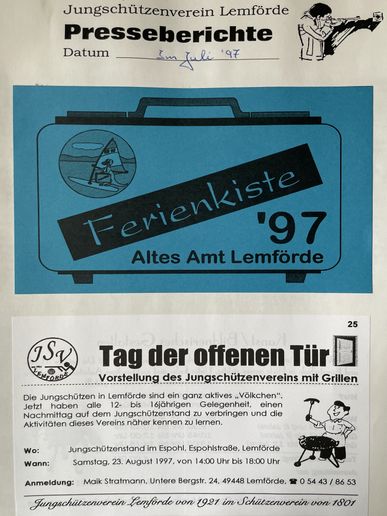 Jungschützenverein Lemförde
Presseberichte
Datum Im Juli '97
Ferienkiste
'97
Altes Amt Lemförde
25
JSV
LEMFÖRDE
Tag der offenen Tür
Vorstellung des Jungschützenvereins mit Grillen
Die Jungschützen in Lemförde sind ein ganz aktives „Völkchen“.
Jetzt haben alle 12- bis 16jährigen Gelegenheit, einen
Nachmittag auf dem Jungschützenstand zu verbringen und die
Aktivitäten dieses Vereins näher kennen zu lernen.
Wo: Jungschützenstand im Espohl, Espohlstraße, Lemförde
Wann: Samstag, 23. August 1997, von 14:00 Uhr bis 18:00 Uhr
Anmeldung: Maik Stratmann, Untere Bergstr. 24, 49448 Lemförde, ☎ 0 54 43 / 86 53
Jungschützenverein Lemförde von 1921 im Schützenverein von 1801